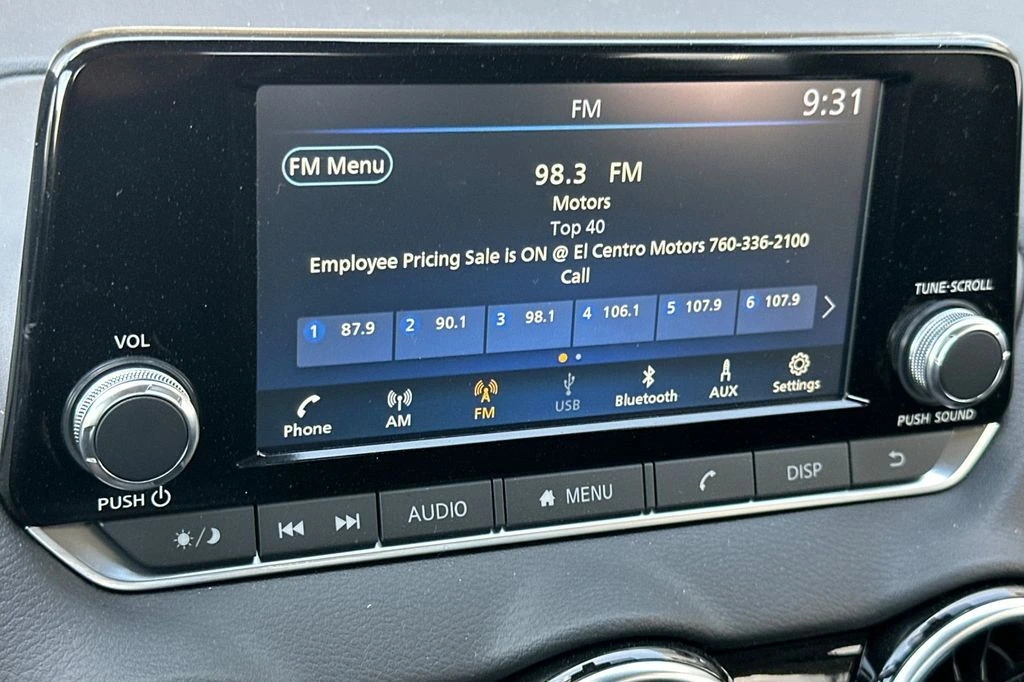 FM
9:31
FM Menu
98.3 FM
Motors
Top 40
Employee Pricing Sale is ON @ El Centro Motors 760-336-2100
Call
1 87.9
2 90.1
3 98.1
4 106.1
5 107.9
6 107.9
Phone
AM
FM
USB
Bluetooth
AUX
Settings
VOL
PUSH
TUNE·SCROLL
PUSH SOUND
AUDIO
MENU
DISP